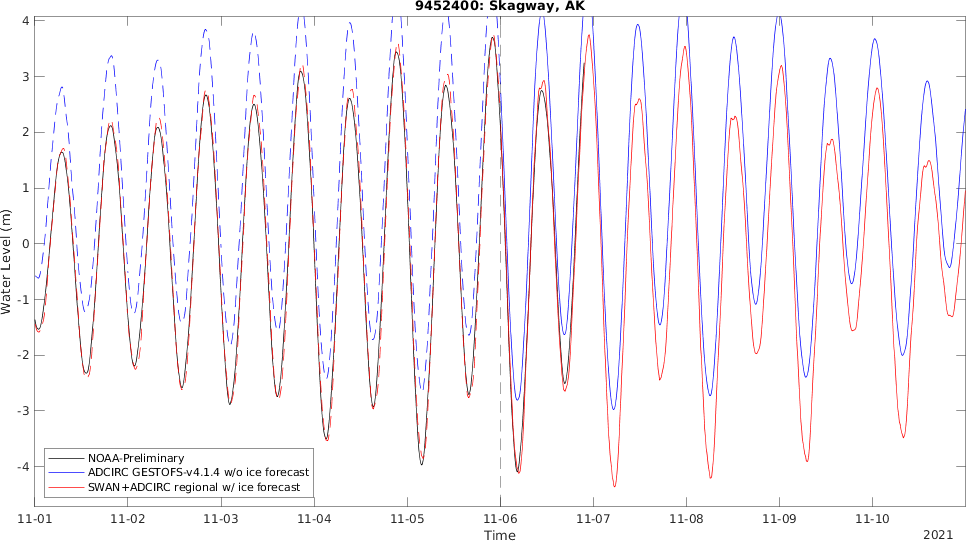 9452400: Skagway, AK
4
3
2
1
0
-1
-2
-3
-4
Water Level (m)
NOAA-Preliminary
ADCIRC GESTOFS-v4.1.4 w/o ice forecast
SWAN+ADCIRC regional w/ ice forecast
11-01 11-02 11-03 11-04 11-05 11-06 11-07 11-08 11-09 11-10
Time
2021